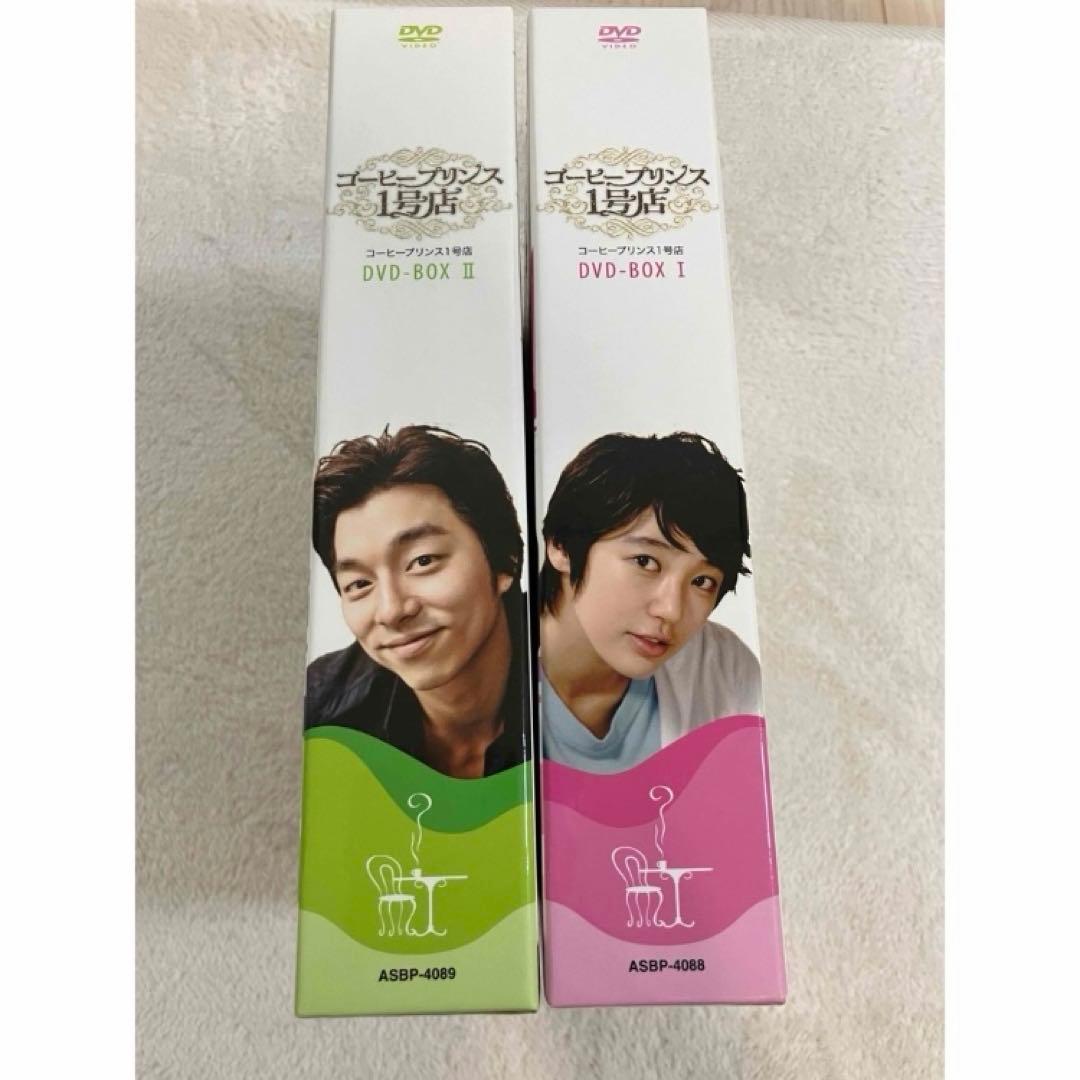 DVD
VIDEO
コーヒープリンス
1号店
コーヒープリンス1号店
DVD-BOX Ⅱ
ASBP-4089
DVD
VIDEO
コーヒープリンス
1号店
コーヒープリンス1号店
DVD-BOX Ⅰ
ASBP-4088